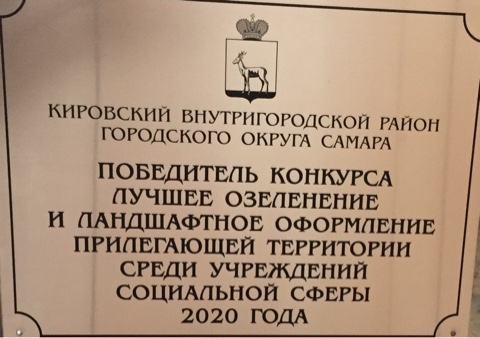 КИРОВСКИЙ ВНУТРИГОРОДСКОЙ РАЙОН
ГОРОДСКОГО ОКРУГА САМАРА
ПОБЕДИТЕЛЬ КОНКУРСА
ЛУЧШЕЕ ОЗЕЛЕНЕНИЕ
И ЛАНДШАФТНОЕ ОФОРМЛЕНИЕ
ПРИЛЕГАЮЩЕЙ ТЕРРИТОРИИ
СРЕДИ УЧРЕЖДЕНИЙ
СОЦИАЛЬНОЙ СФЕРЫ
2020 ГОДА